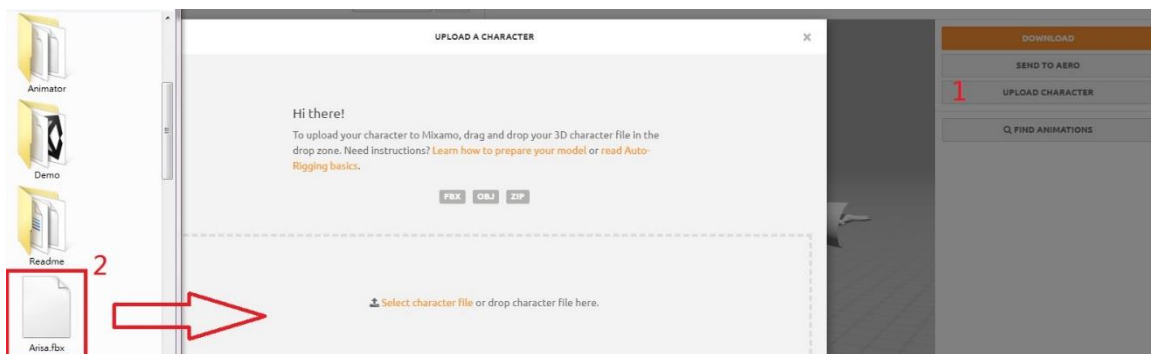 Animator
Demo
Readme
2
Arisa.fbx
UPLOAD A CHARACTER
×
Hi there!
To upload your character to Mixamo, drag and drop your 3D character file in the
drop zone. Need instructions? Learn how to prepare your model or read Auto-
Rigging basics.
FBX OBJ ZIP
Select character file or drop character file here.
DOWNLOAD
SEND TO AERO
1 UPLOAD CHARACTER
FIND ANIMATIONS